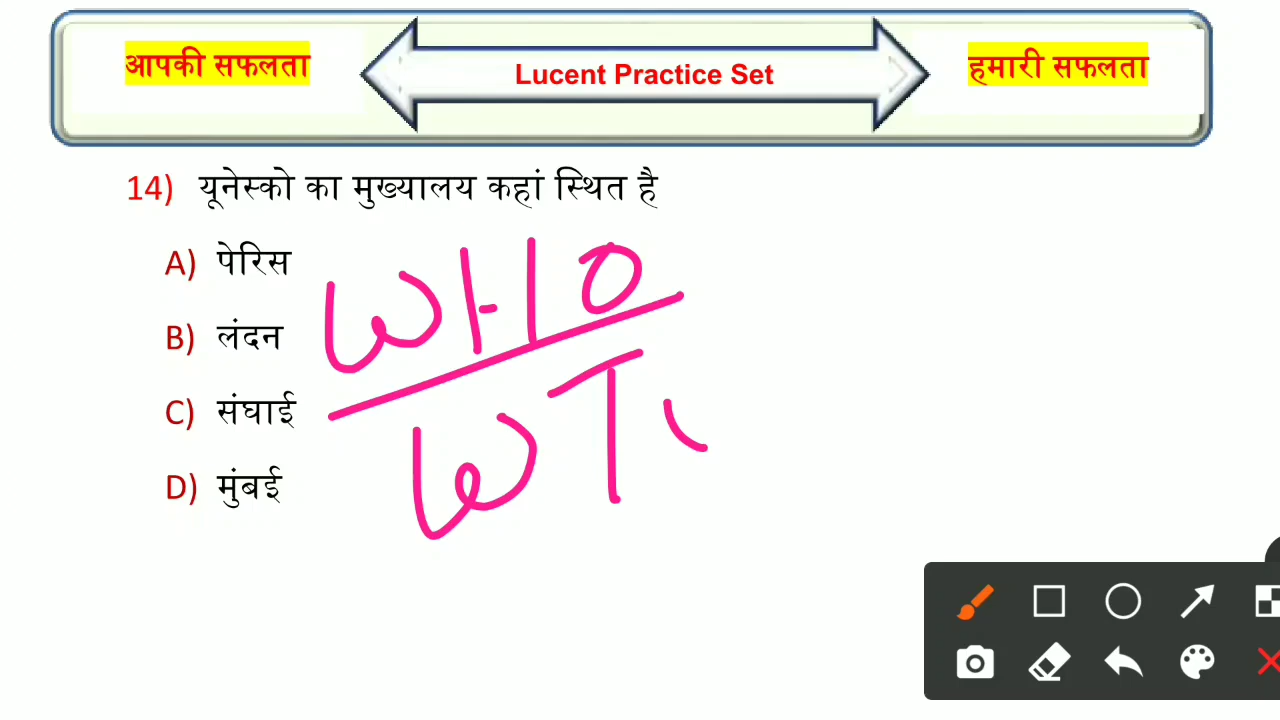 आपकी सफलता
Lucent Practice Set
हमारी सफलता
14) यूनेस्को का मुख्यालय कहां स्थित है
A) पेरिस
B) लंदन
C) संघाई
D) मुंबई
WHO
WT